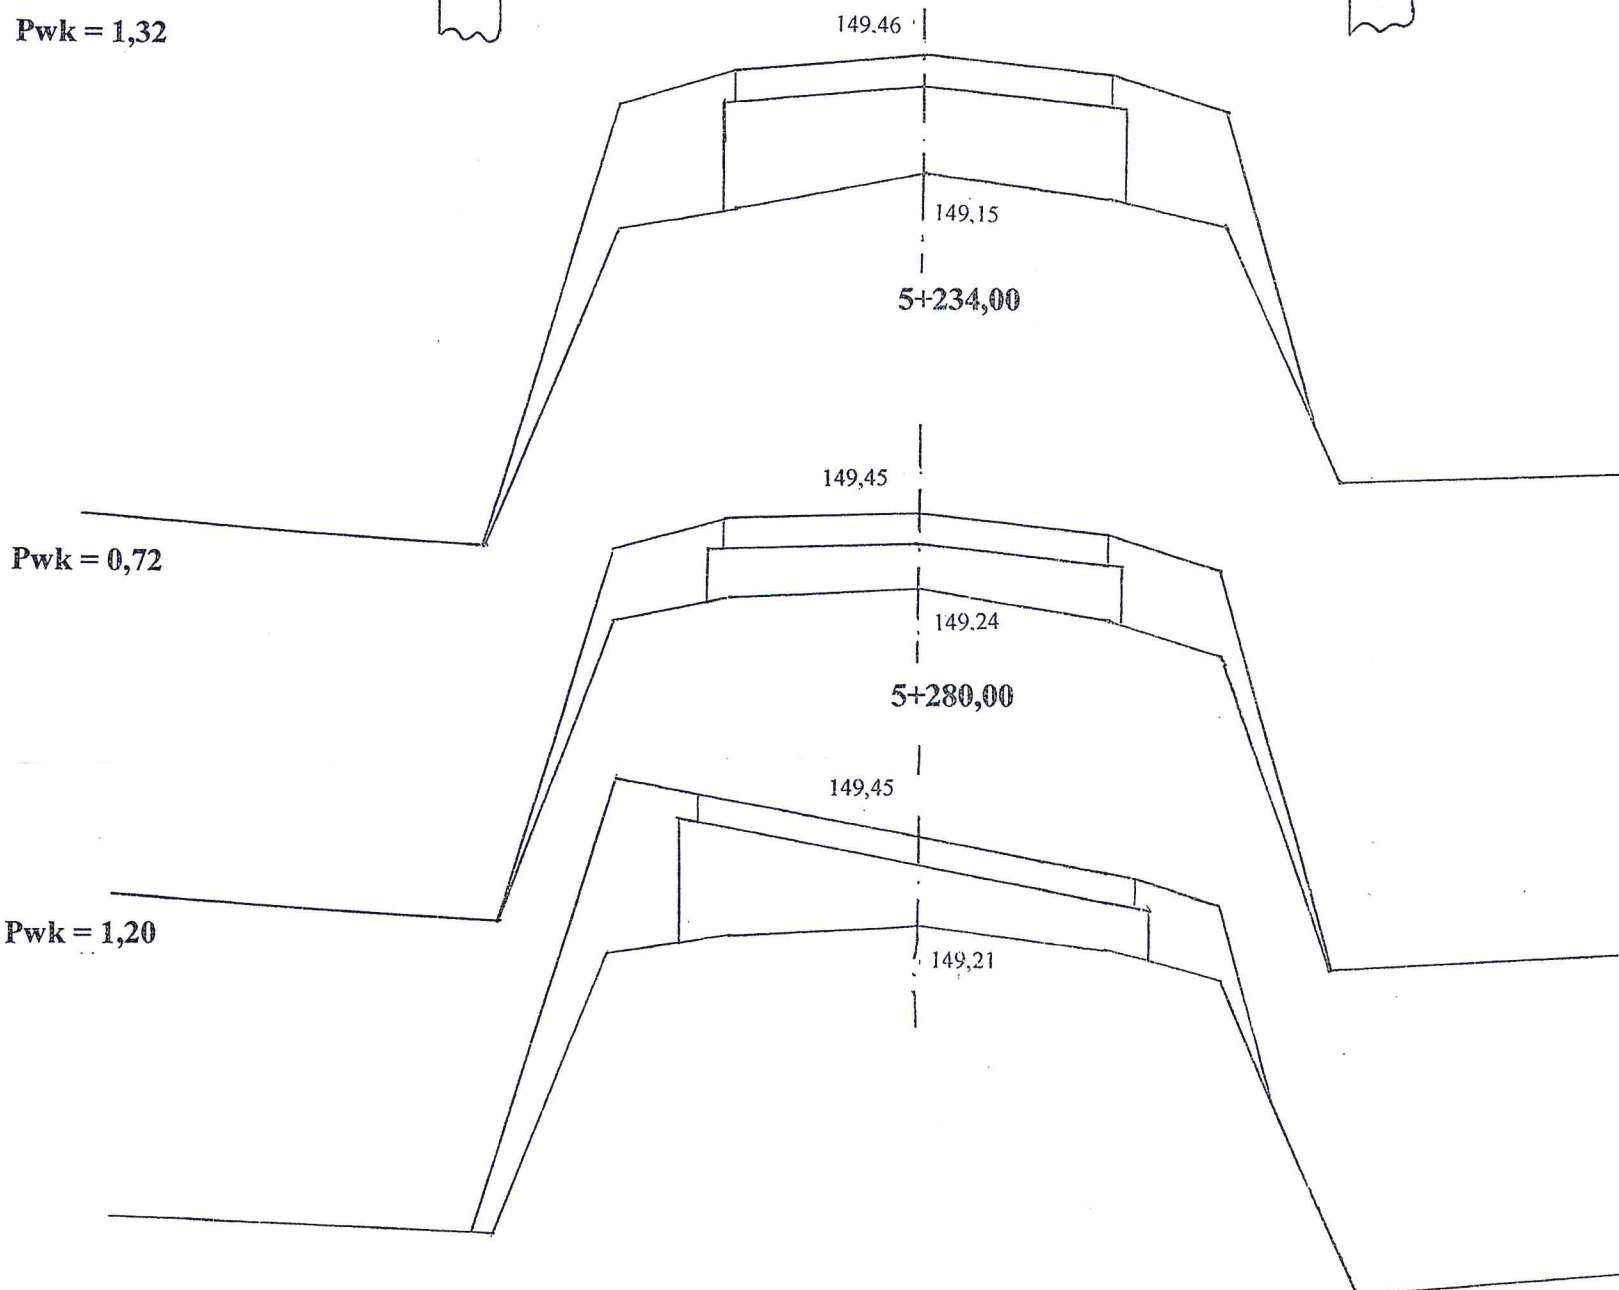 149.46
Pwk = 1,32
149,15
5+234,00
149,45
Pwk = 0,72
149.24
5+280,00
149,45
Pwk = 1,20
149,21